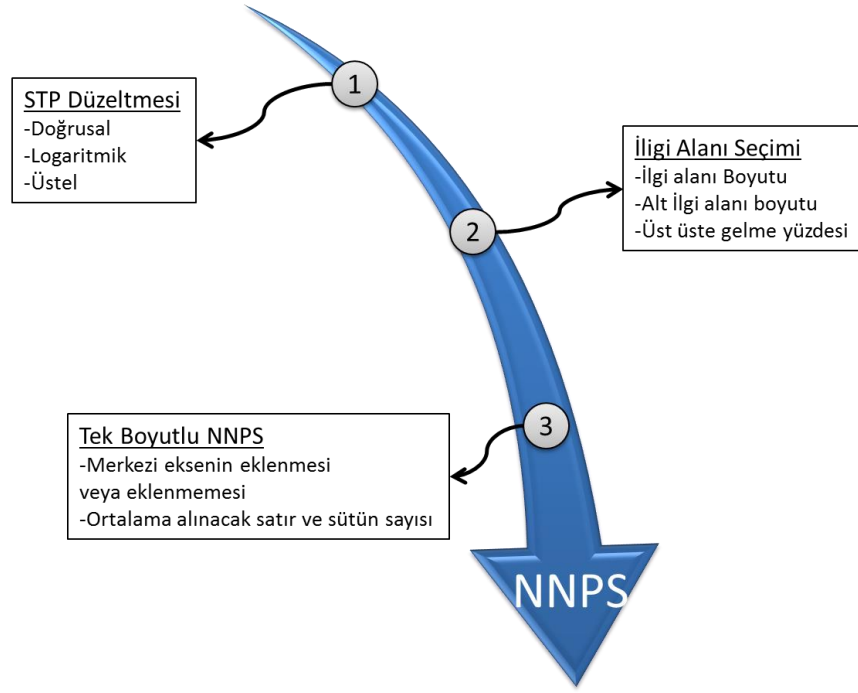 1
STP Düzeltmesi
-Doğrusal
-Logaritmik
-Üstel
2
İligi Alanı Seçimi
-İlgi alanı Boyutu
-Alt İlgi alanı boyutu
-Üst üste gelme yüzdesi
3
Tek Boyutlu NNPS
-Merkezi eksenin eklenmesi
veya eklenmemesi
-Ortalama alınacak satır ve sütün sayısı
NNPS